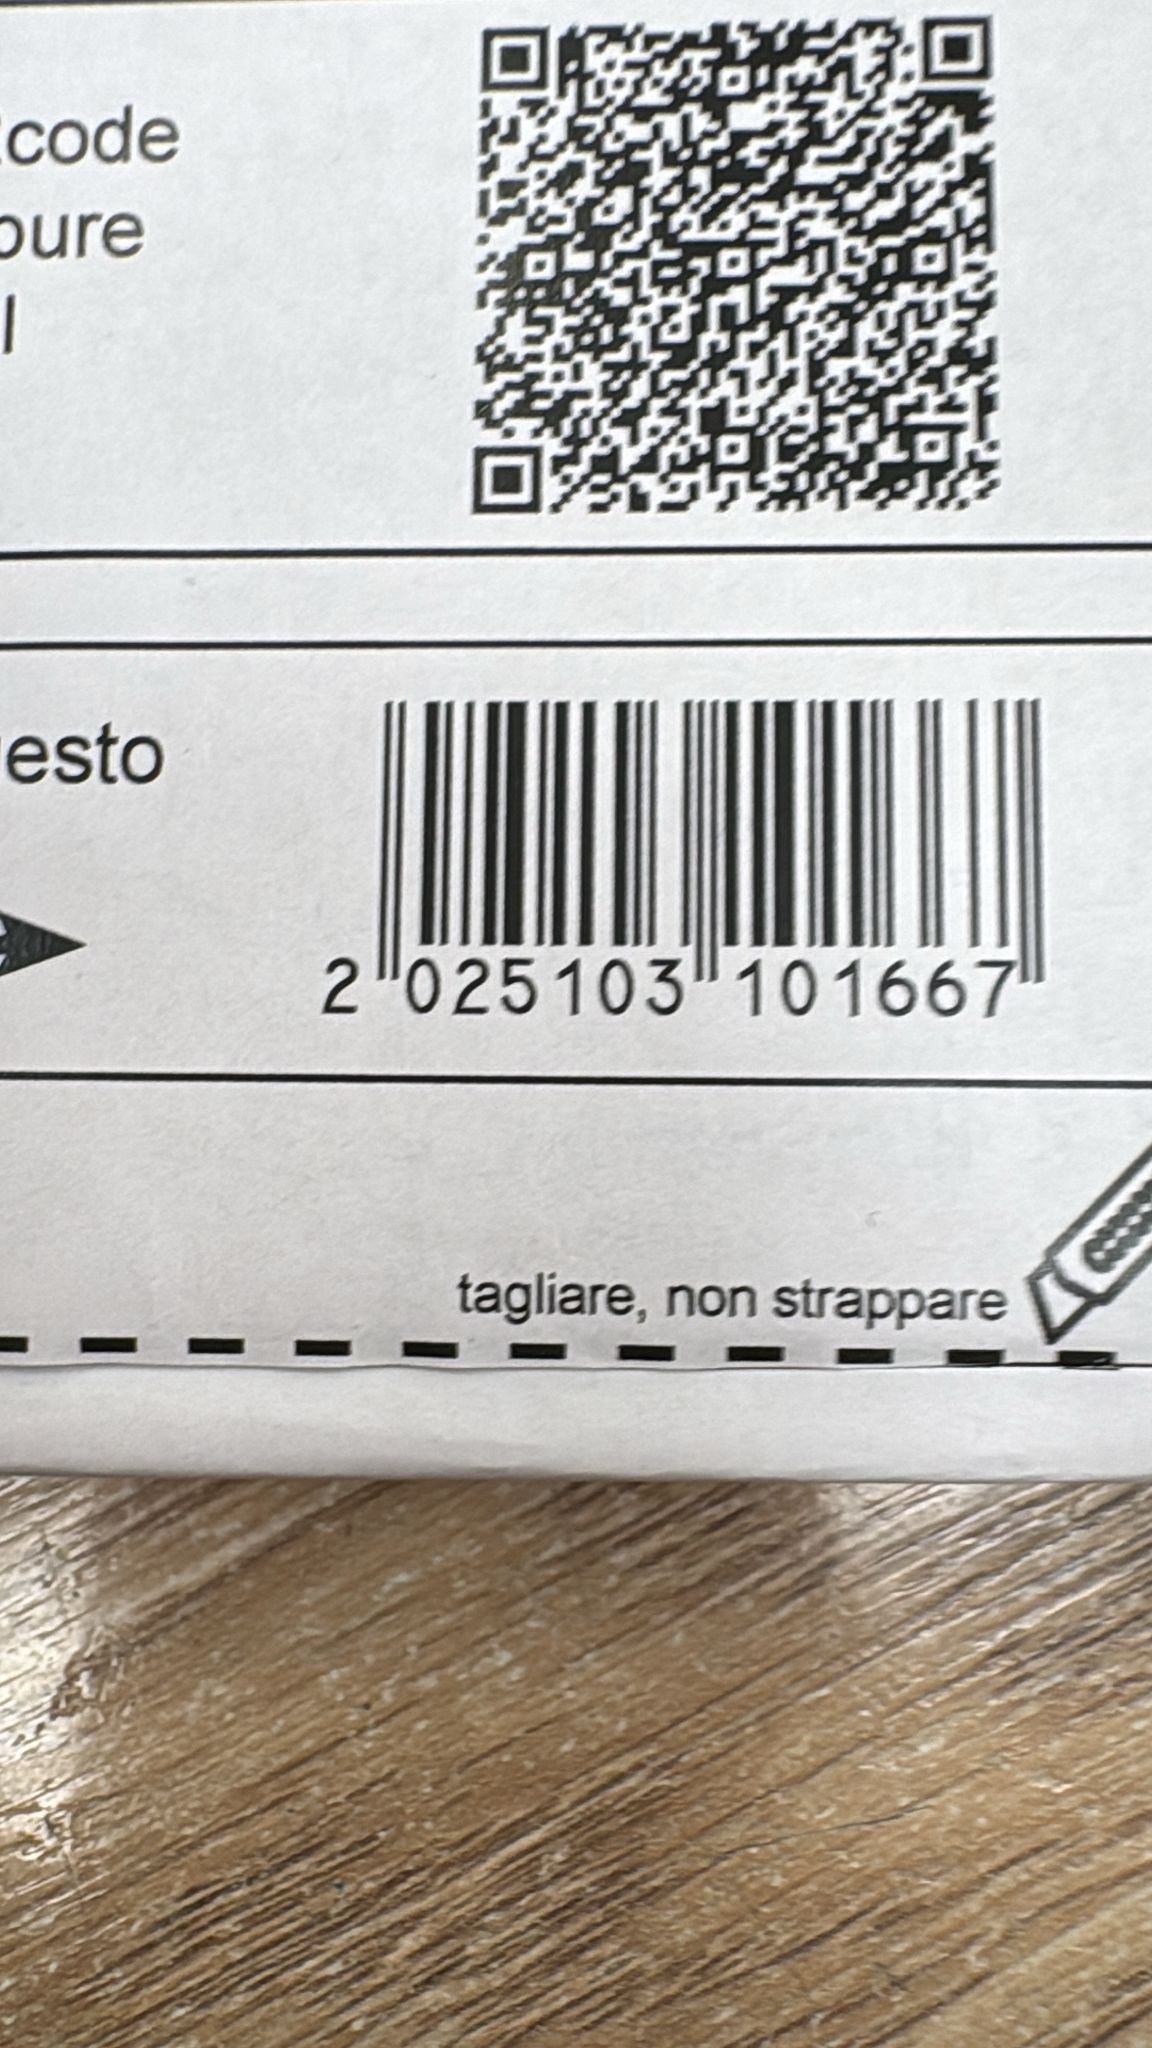 code
pure
l
esto
2 025103 101667
tagliare, non strappare